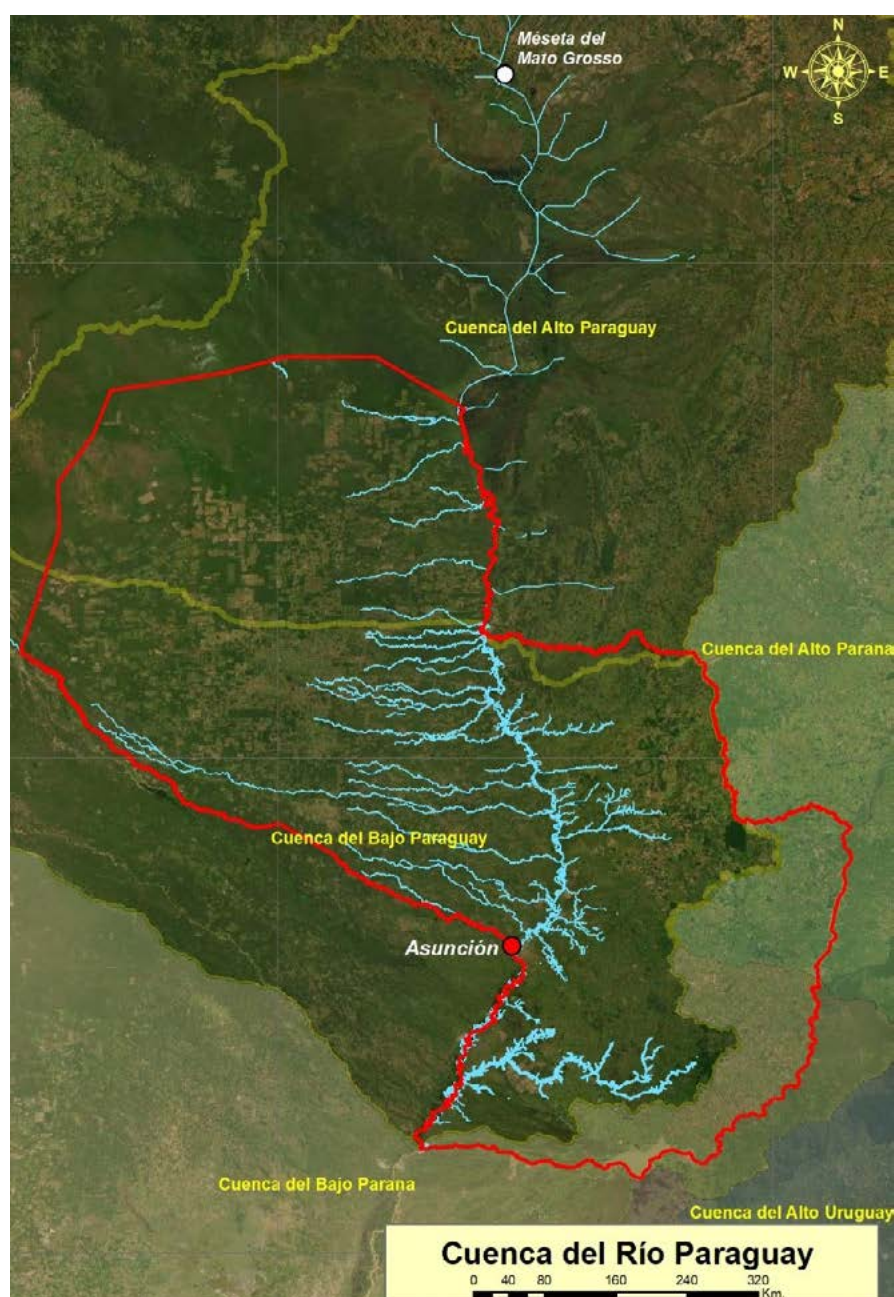 Meseta del
Mato Grosso
N
W E
S
Cuenca del Alto Paraguay
Cuenca del Alto Parana
Cuenca del Bajo Paraguay
Asunción
Cuenca del Bajo Parana
Cuenca del Alto Uruguay
Cuenca del Río Paraguay
0 40 80 160 240 320
Km.